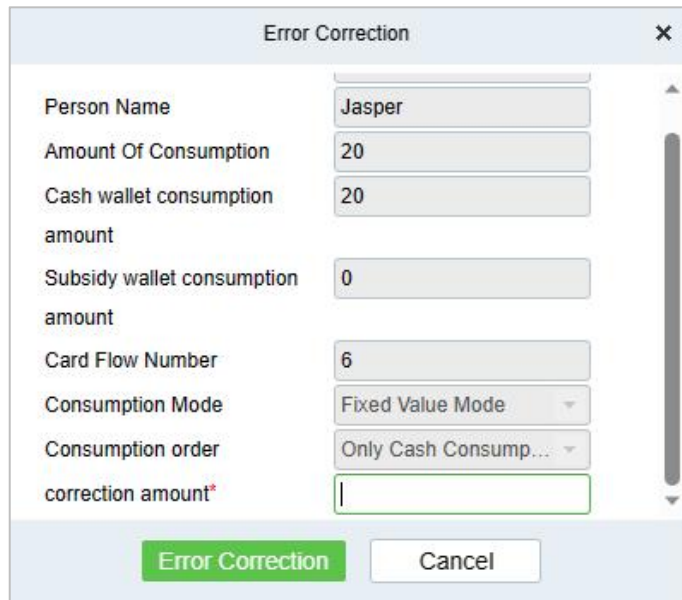 Error Correction ×
Person Name Jasper
Amount Of Consumption 20
Cash wallet consumption 20
amount
Subsidy wallet consumption 0
amount
Card Flow Number 6
Consumption Mode Fixed Value Mode
Consumption order Only Cash Consump...
correction amount*
Error Correction Cancel